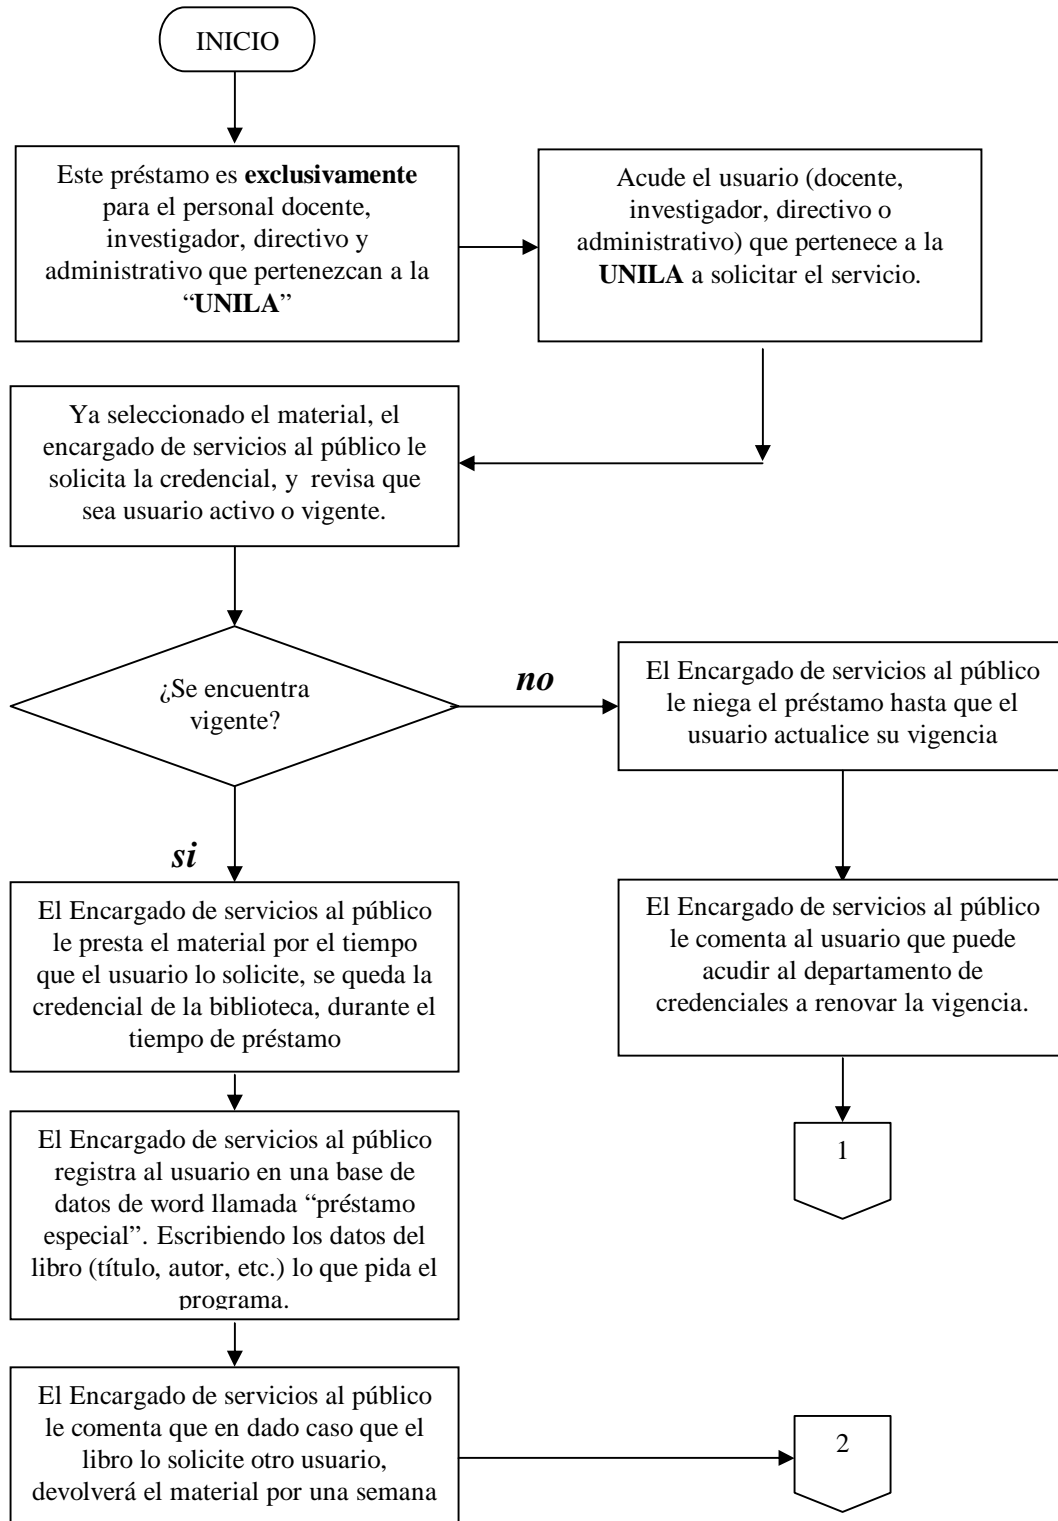 INICIO
Este préstamo es exclusivamente
para el personal docente,
investigador, directivo y
administrativo que pertenezcan a la
“UNILA”
Acude el usuario (docente,
investigador, directivo o
administrativo) que pertenece a la
UNILA a solicitar el servicio.
Ya seleccionado el material, el
encargado de servicios al público le
solicita la credencial, y revisa que
sea usuario activo o vigente.
¿Se encuentra
vigente?
no
El Encargado de servicios al público
le niega el préstamo hasta que el
usuario actualice su vigencia
si
El Encargado de servicios al público
le presta el material por el tiempo
que el usuario lo solicite, se queda la
credencial de la biblioteca, durante el
tiempo de préstamo
El Encargado de servicios al público
le comenta al usuario que puede
acudir al departamento de
credenciales a renovar la vigencia.
1
El Encargado de servicios al público
registra al usuario en una base de
datos de word llamada “préstamo
especial”. Escribiendo los datos del
libro (título, autor, etc.) lo que pida el
programa.
El Encargado de servicios al público
le comenta que en dado caso que el
libro lo solicite otro usuario,
devolverá el material por una semana
2